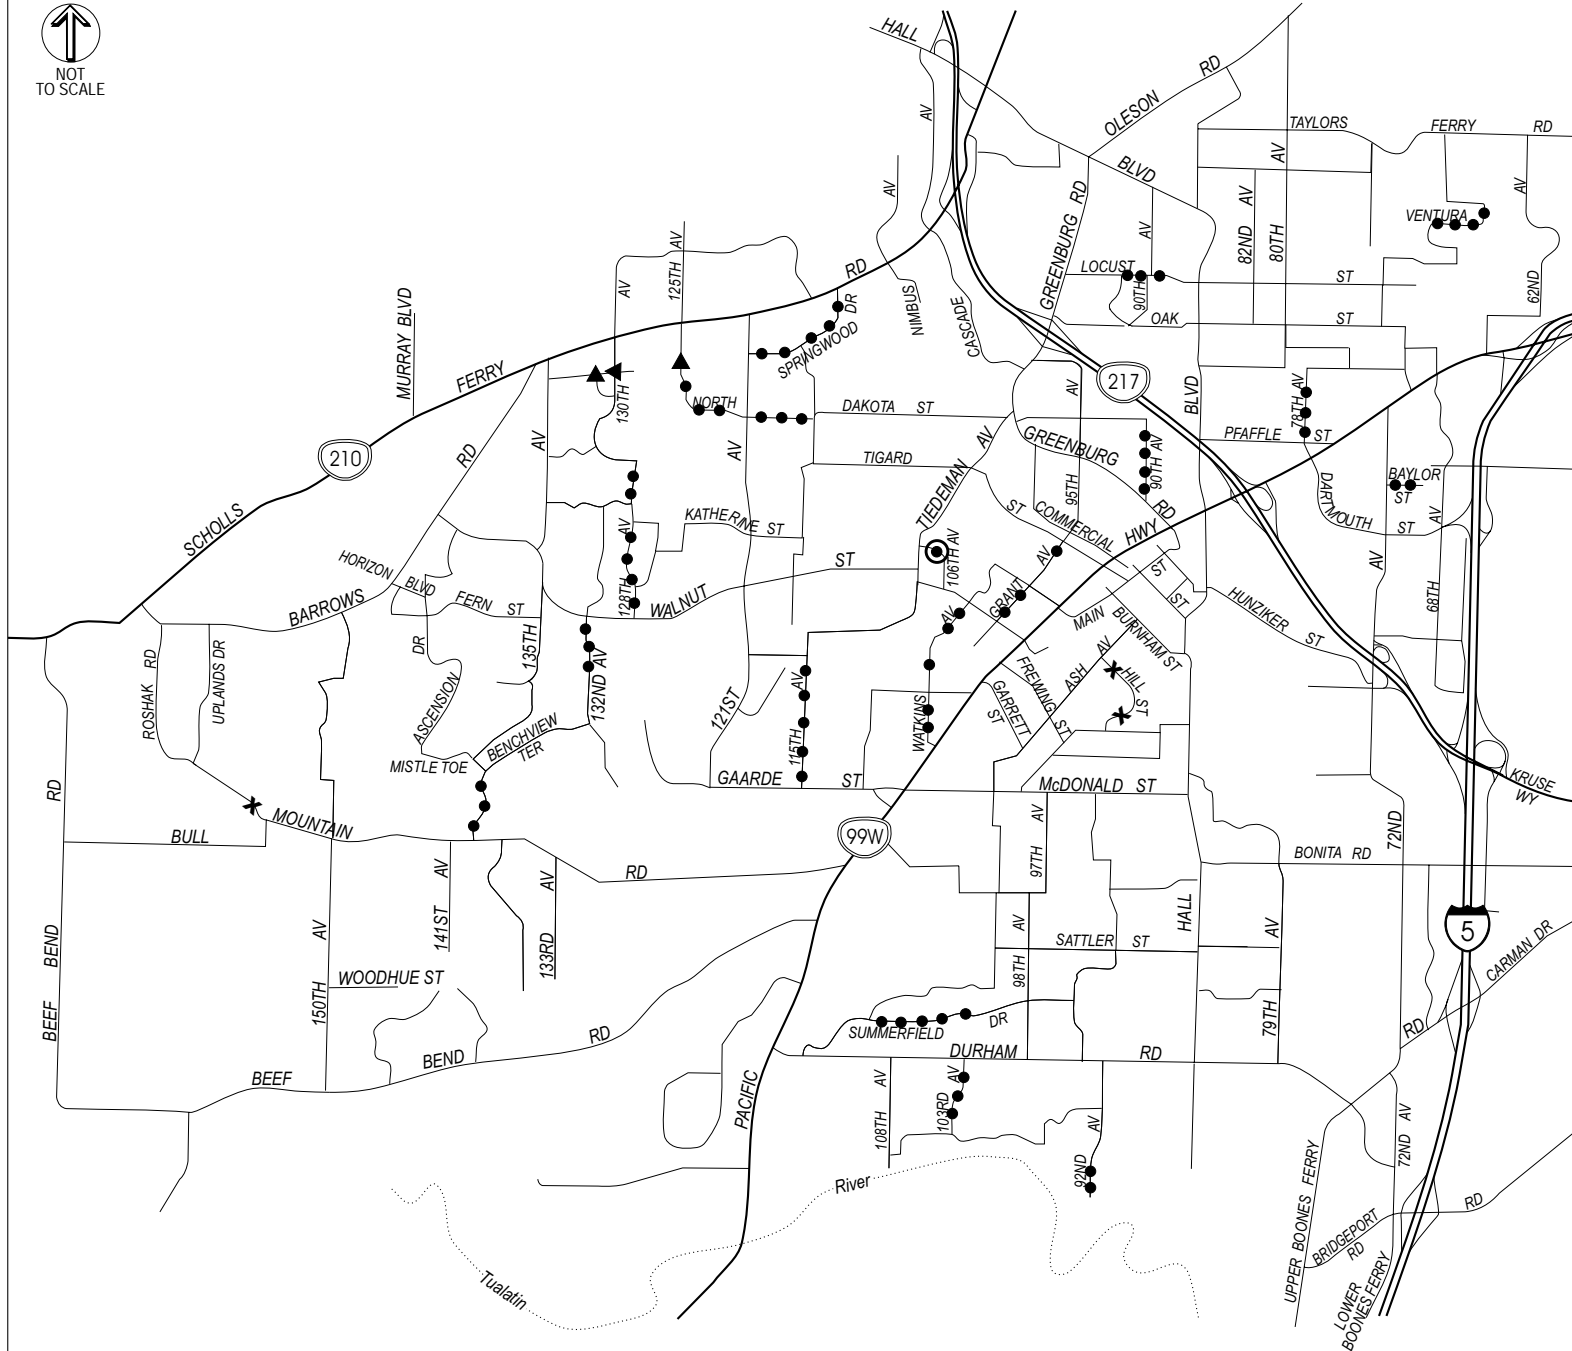 NOT
TO SCALE
HALL
BLVD
OLESON
RD
TAYLORS
FERRY
RD
AV
AV
AV
82ND
AV
80TH
AV
VENTURA
AV
62ND
GREENBURG
RD
LOCUST
ST
90TH
AV
OAK
ST
NIMBUS
CASCADE
MURRAY BLVD
125TH
AV
AV
130TH
RD
DR
SPRINGWOOD
FERRY
SCHOLLS
210
217
NORTH
DAKOTA
ST
AV
RD
AV
TIGARD
ST
TIEDEMAN
AV
GREENBURG
RD
AV
95TH
90TH
AV
BLVD
78TH
AV
PFAFFLE
ST
BAYLOR
ST
DARTMOUTH
ST
AV
68TH
AV
KATHERINE ST
COMMERCIAL
ST
HWY
ST
106TH AV
HORIZON
BLVD
BARROWS
FERN
ST
128TH
AV
WALNUT
ST
AV
GRANT
AV
MAIN
ST
BURNHAM ST
HUNZIKER
ST
ROSHAK
RD
UPLANDS DR
DR
ASCENSION
135TH
132ND
AV
121ST
115TH
AV
WATKINS
FREWING
ST
GARRETT
ST
ASH
AV
HILL
ST
BENCHVIEW
TER
MISTLE TOE
GAARDE
ST
McDONALD
ST
KRUSE
WY
RD
BULL
MOUNTAIN
RD
99W
97TH
AV
72ND
BONITA
RD
BEEF
BEND
150TH
AV
141ST
AV
133RD
AV
WOODHUE ST
98TH
AV
SATTLER
ST
HALL
79TH
AV
5
CARMAN DR
RD
BEEF
BEND
RD
SUMMERFIELD
DR
DURHAM
RD
PACIFIC
108TH
AV
103RD
AV
92ND
AV
72ND
AV
UPPER BOONES FERRY
BRIDGEPORT
RD
RD
LOWER
BOONES FERRY
Tualatin
River